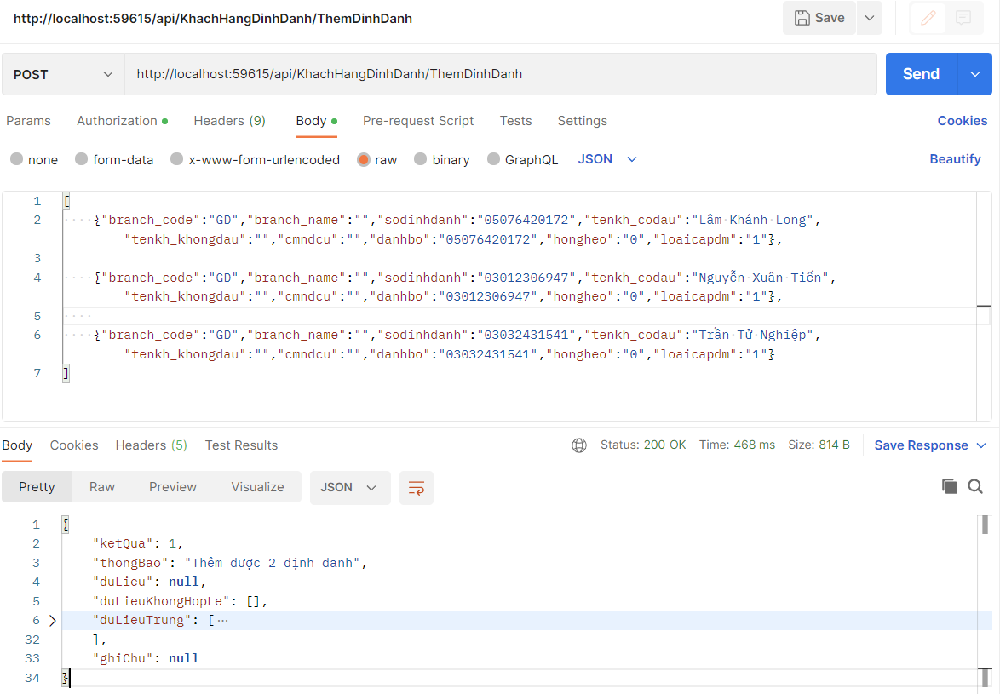 http://localhost:59615/api/KhachHangDinhDanh/ThemDinhDanh
Save
POST
http://localhost:59615/api/KhachHangDinhDanh/ThemDinhDanh
Send
Params Authorization Headers (9) Body Pre-request Script Tests Settings Cookies
none form-data x-www-form-urlencoded raw binary GraphQL JSON Beautify
1 [
2 {"branch_code":"GD","branch_name":"","sodinhdanh":"05076420172","tenkh_codau":"Lâm Khánh Long",
"tenkh_khongdau":"","cmndcu":"","danhbo":"05076420172","hongheo":"0","loaicapdm":"1"},
3
4 {"branch_code":"GD","branch_name":"","sodinhdanh":"03012306947","tenkh_codau":"Nguyễn Xuân Tiến",
"tenkh_khongdau":"","cmndcu":"","danhbo":"03012306947","hongheo":"0","loaicapdm":"1"},
5
6 {"branch_code":"GD","branch_name":"","sodinhdanh":"03032431541","tenkh_codau":"Trần Tử Nghiệp",
"tenkh_khongdau":"","cmndcu":"","danhbo":"03032431541","hongheo":"0","loaicapdm":"1"}
7 ]
Body Cookies Headers (5) Test Results Status: 200 OK Time: 468 ms Size: 814 B Save Response
Pretty Raw Preview Visualize JSON
1 {
2 "ketQua": 1,
3 "thongBao": "Thêm được 2 định danh",
4 "duLieu": null,
5 "duLieuKhongHopLe": [],
6 "duLieuTrung": [ ...
32 ],
33 "ghiChu": null
34 }